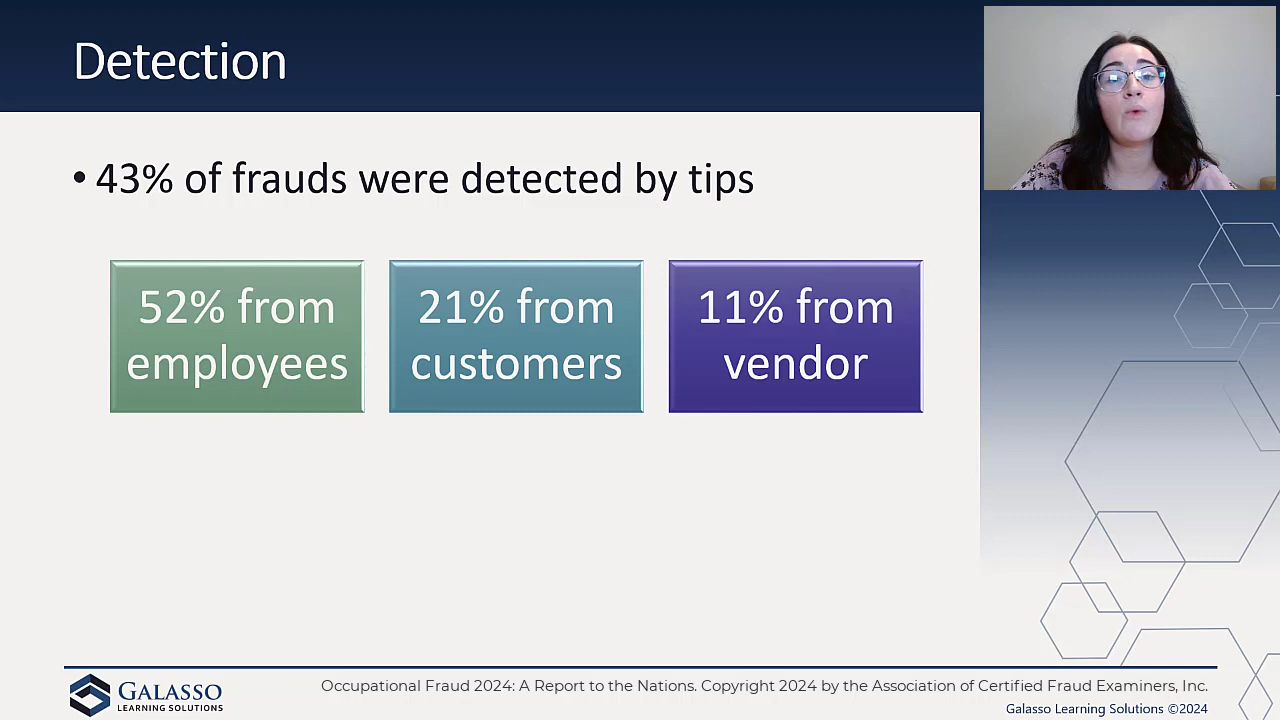 Detection
• 43% of frauds were detected by tips
52% from
employees
21% from
customers
11% from
vendor
GALASSO
LEARNING SOLUTIONS
Occupational Fraud 2024: A Report to the Nations. Copyright 2024 by the Association of Certified Fraud Examiners, Inc.
Galasso Learning Solutions ©2024